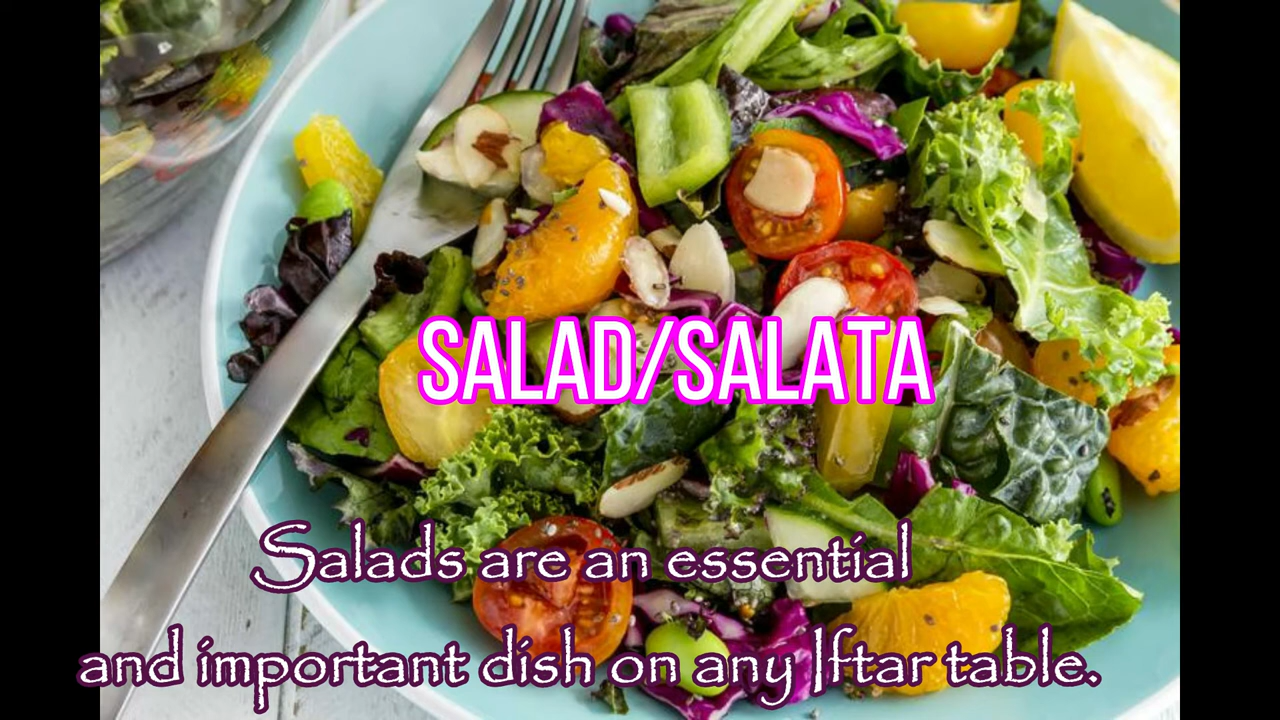 SALAD/SALATA
Salads are an essential
and important dish on any Iftar table.